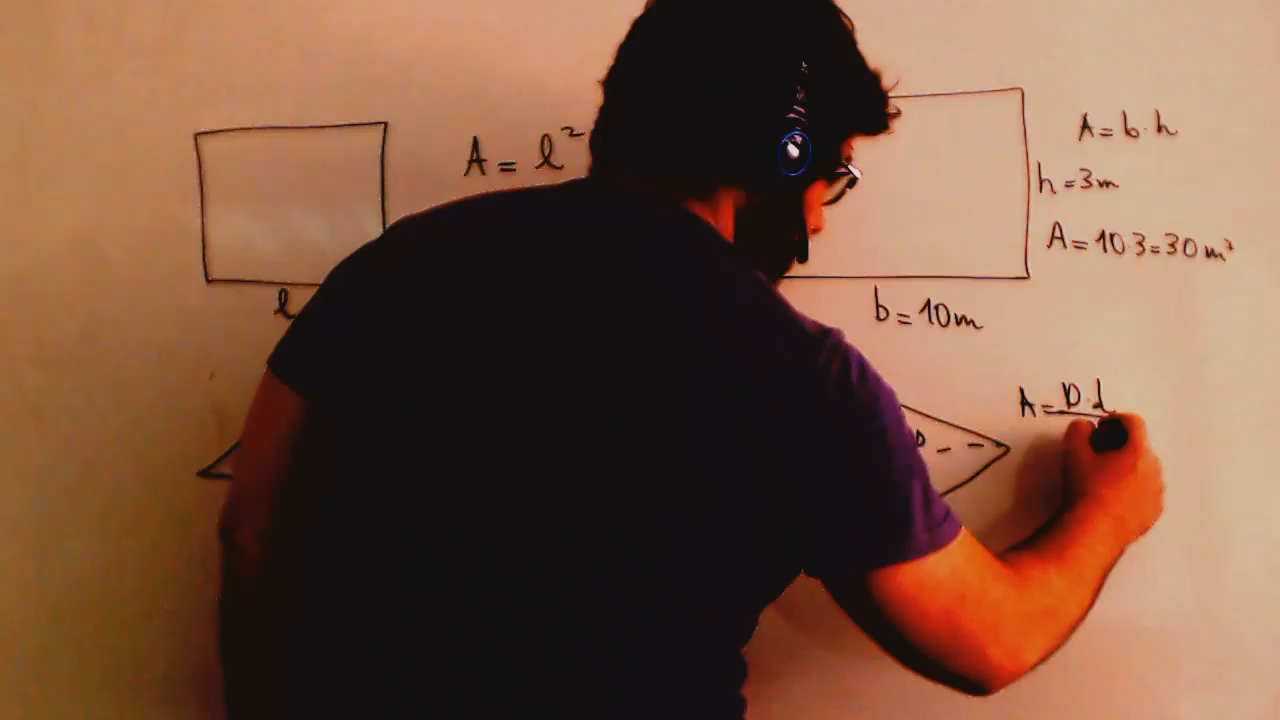 A = l²
l
A = b·h
h = 3m
A = 10·3 = 30 m²
b = 10m
A = D·d
D